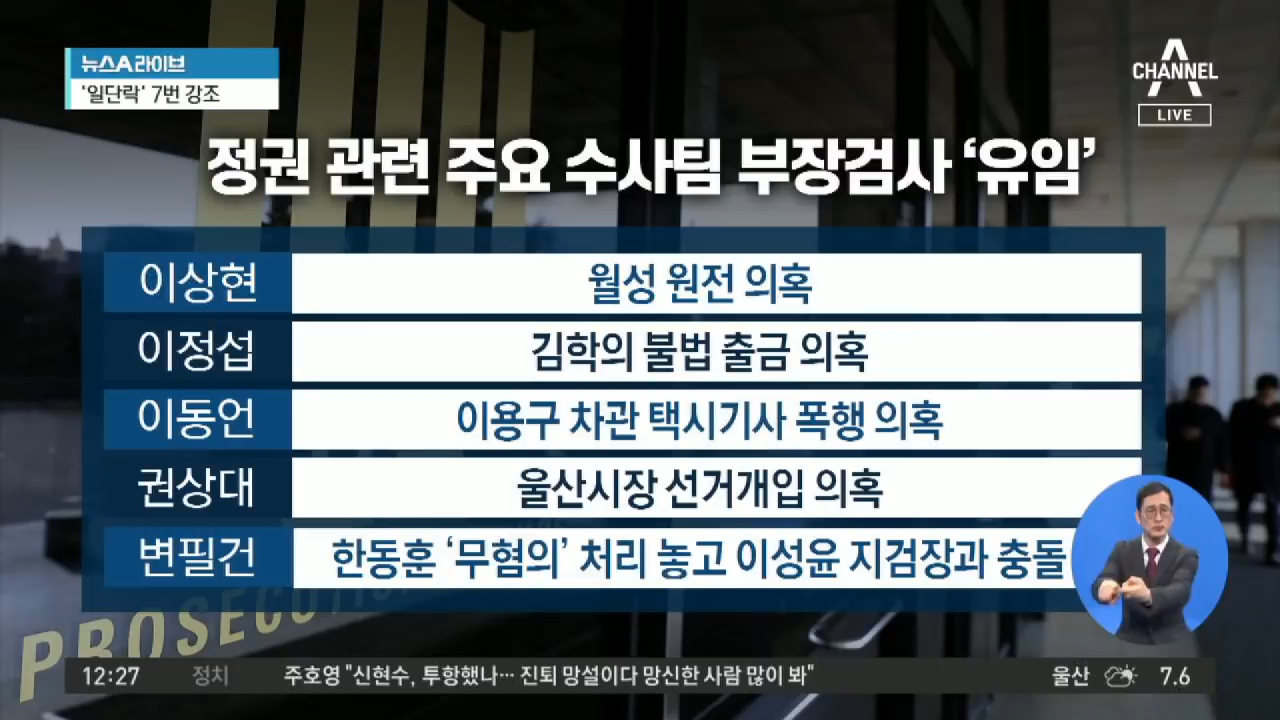 뉴스A라이브
'일단락' 7번 강조
CHANNEL A
LIVE
정권 관련 주요 수사팀 부장검사 ‘유임’
이상현 월성 원전 의혹
이정섭 김학의 불법 출금 의혹
이동언 이용구 차관 택시기사 폭행 의혹
권상대 울산시장 선거개입 의혹
변필건 한동훈 ‘무혐의’ 처리 놓고 이성윤 지검장과 충돌
12:27 정치 주호영 "신현수, 투항했나… 진퇴 망설이다 망신한 사람 많이 봐" 울산 7.6